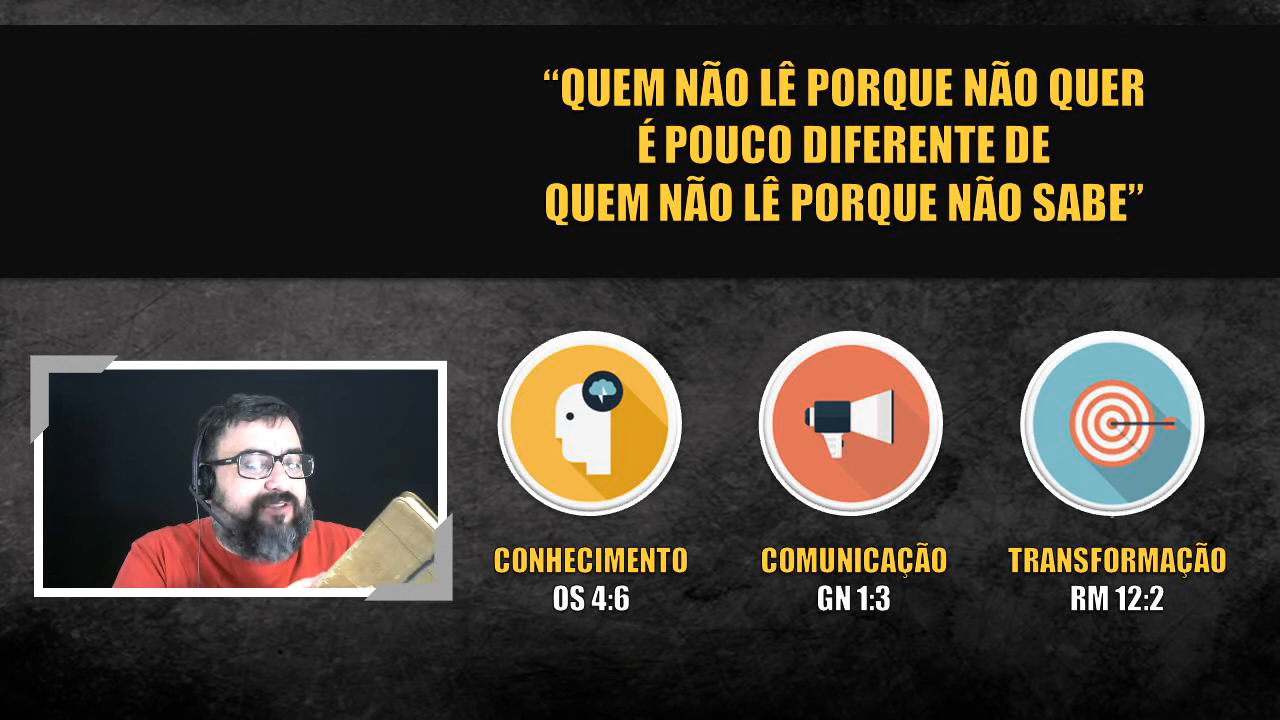 “QUEM NÃO LÊ PORQUE NÃO QUER
É POUCO DIFERENTE DE
QUEM NÃO LÊ PORQUE NÃO SABE”
CONHECIMENTO
OS 4:6
COMUNICAÇÃO
GN 1:3
TRANSFORMAÇÃO
RM 12:2